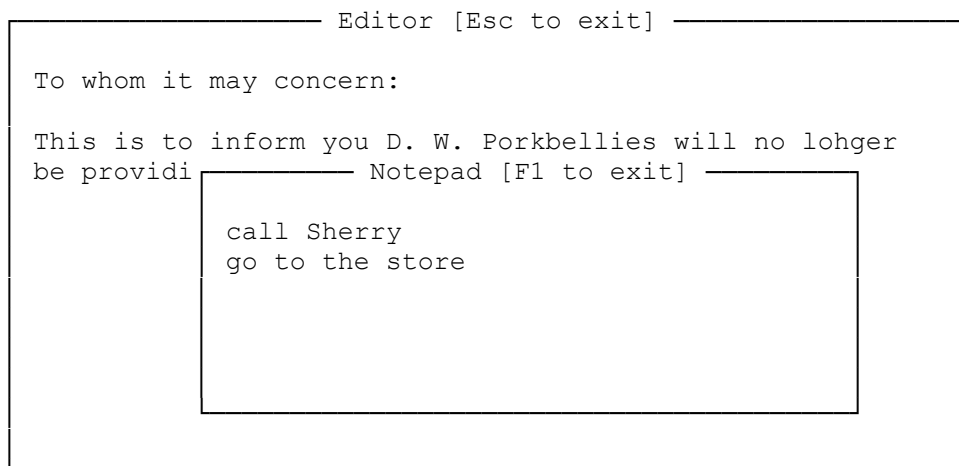 Editor [Esc to exit]
To whom it may concern:
This is to inform you D. W. Porkbellies will no lohger
be providi
Notepad [F1 to exit]
call Sherry
go to the store